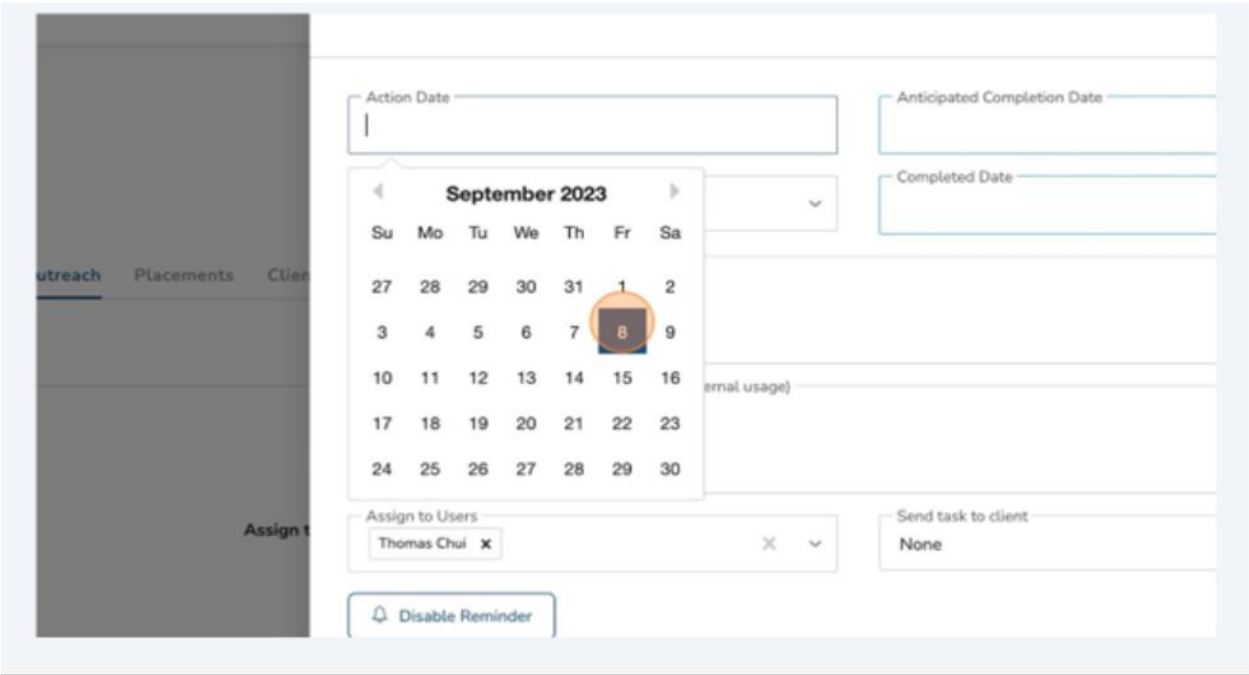 Action Date
Anticipated Completion Date
September 2023
Completed Date
Su Mo Tu We Th Fr Sa
utreach Placements Clien
27 28 29 30 31 1 2
3 4 5 6 7 8 9
10 11 12 13 14 15 16
ernal usage)
17 18 19 20 21 22 23
24 25 26 27 28 29 30
Assign to Users
Send task to client
Assign t
Thomas Chui x
None
Disable Reminder